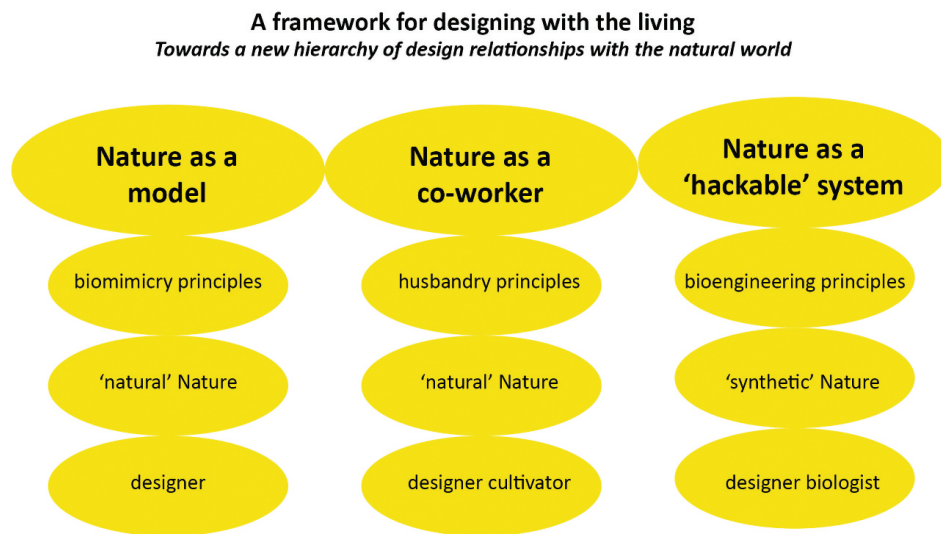 A framework for designing with the living
Towards a new hierarchy of design relationships with the natural world
Nature as a
model
biomimicry principles
‘natural’ Nature
designer
Nature as a
co-worker
husbandry principles
‘natural’ Nature
designer cultivator
Nature as a
‘hackable’ system
bioengineering principles
‘synthetic’ Nature
designer biologist